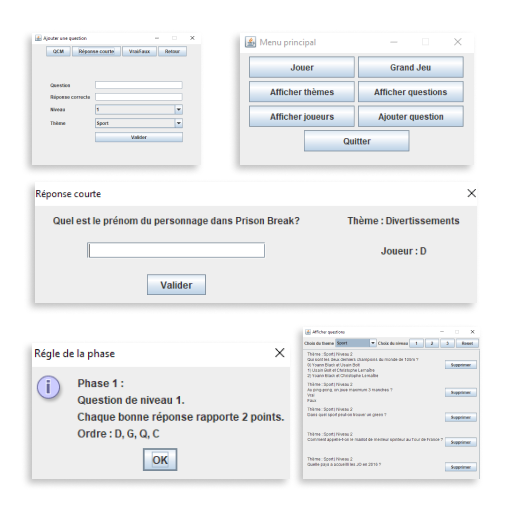 Ajouter une question
QCM Réponse courte Vrai/Faux Retour
Question
Réponse correcte
Niveau 1
Thème Sport
Valider
Menu principal
Jouer Grand Jeu
Afficher thèmes Afficher questions
Afficher joueurs Ajouter question
Quitter
Réponse courte
Quel est le prénom du personnage dans Prison Break? Thème : Divertissements
Joueur : D
Valider
Régle de la phase
Phase 1 :
Question de niveau 1.
Chaque bonne réponse rapporte 2 points.
Ordre : D, G, Q, C
OK
Afficher questions
Choix du theme Sport Choix du niveau 1 2 3 Reset
Thème : Sport| Niveau 2
Qui sont les deux derniers champions du monde de 100m ?
0) Yoann Black et Usain Bolt
1) Usain Bolt et Christophe Lemaître
2) Yoann Black et Christophe Lemaître
Supprimer
Thème : Sport| Niveau 2
Au ping-pong, on joue maximum 3 manches ?
Vrai
Faux
Supprimer
Thème : Sport| Niveau 2
Dans quel sport peut-on trouver un green ?
Supprimer
Thème : Sport| Niveau 2
Comment appelle-t-on le maillot de meilleur sprinteur au Tour de France ?
Supprimer
Thème : Sport| Niveau 2
Quelle pays a accueilli les JO en 2016 ?
Supprimer